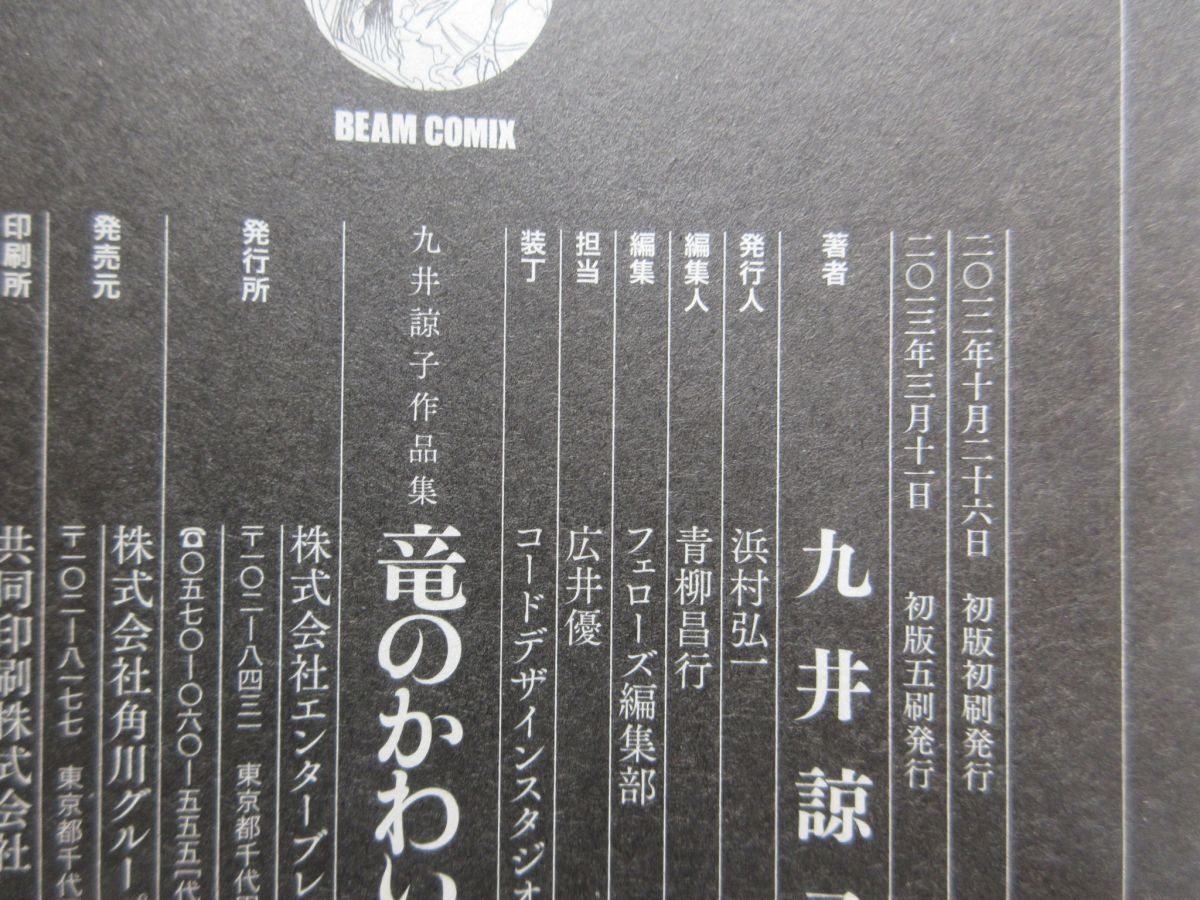 BEAM COMIX
二〇一二年十月二十六日 初版初刷発行
二〇一三年三月十一日 初版五刷発行
著者 九井諒
発行人 浜村弘一
編集人 青柳昌行
編集 フェローズ編集部
担当 広井優
装丁 コードデザインスタジオ
九井諒子作品集 竜のかわい
発行所 株式会社エンターブレ
〒一〇二―八四三一 東京都千代田
☎〇五七〇―〇六〇―五五五(代
発売元 株式会社角川グルー
〒一〇二―八一七七 東京都千代
印刷所 共同印刷株式会社